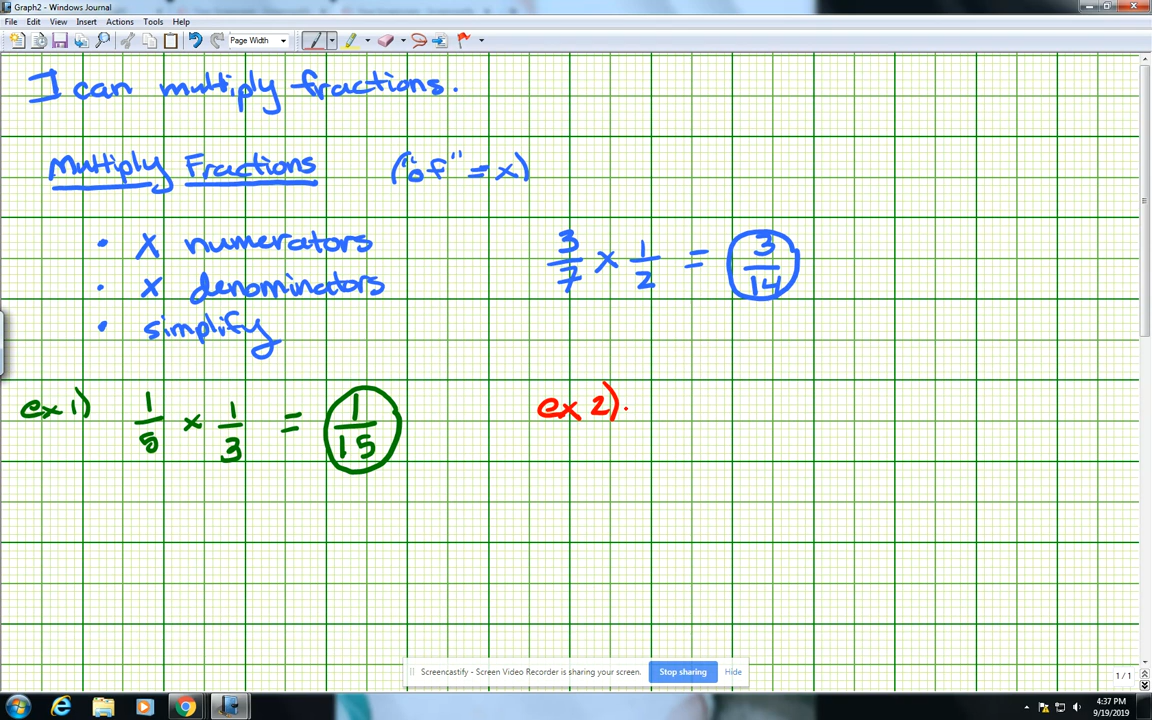 Graph2 - Windows Journal
File Edit View Insert Actions Tools Help
Page Width
I can multiply fractions.
Multiply Fractions ("of" = x)
• X numerators
• x denominators
• simplify
3/7 x 1/2 = 3/14
ex 1) 1/5 x 1/3 = 1/15
ex 2).
Screencastify - Screen Video Recorder is sharing your screen. Stop sharing Hide
1 / 1
4:37 PM
9/19/2019